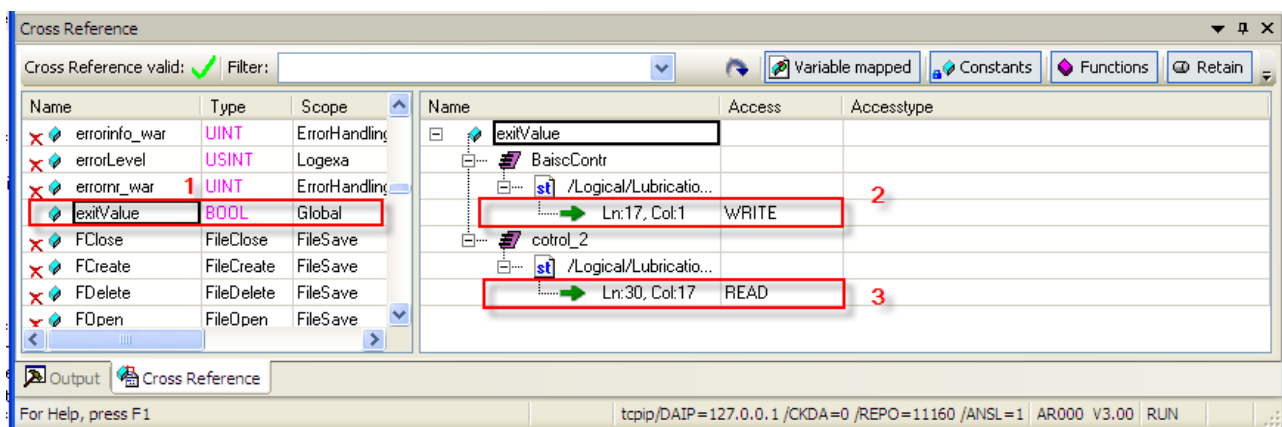 Cross Reference
Cross Reference valid: Filter: Variable mapped Constants Functions Retain
Name Type Scope Name Access Accesstype
errorinfo_war UINT ErrorHandling exitValue
errorLevel USINT Logexa BaiscContr
errornr_war 1 UINT ErrorHandling st /Logical/Lubricatio... 2
exitValue BOOL Global Ln:17, Col:1 WRITE
FClose FileClose FileSave cotrol_2
FCreate FileCreate FileSave st /Logical/Lubricatio...
FDelete FileDelete FileSave Ln:30, Col:17 READ 3
FOpen FileOpen FileSave
Output Cross Reference
For Help, press F1 tcpip/DAIP=127.0.0.1 /CKDA=0 /REPO=11160 /ANSL=1 AR000 V3.00 RUN